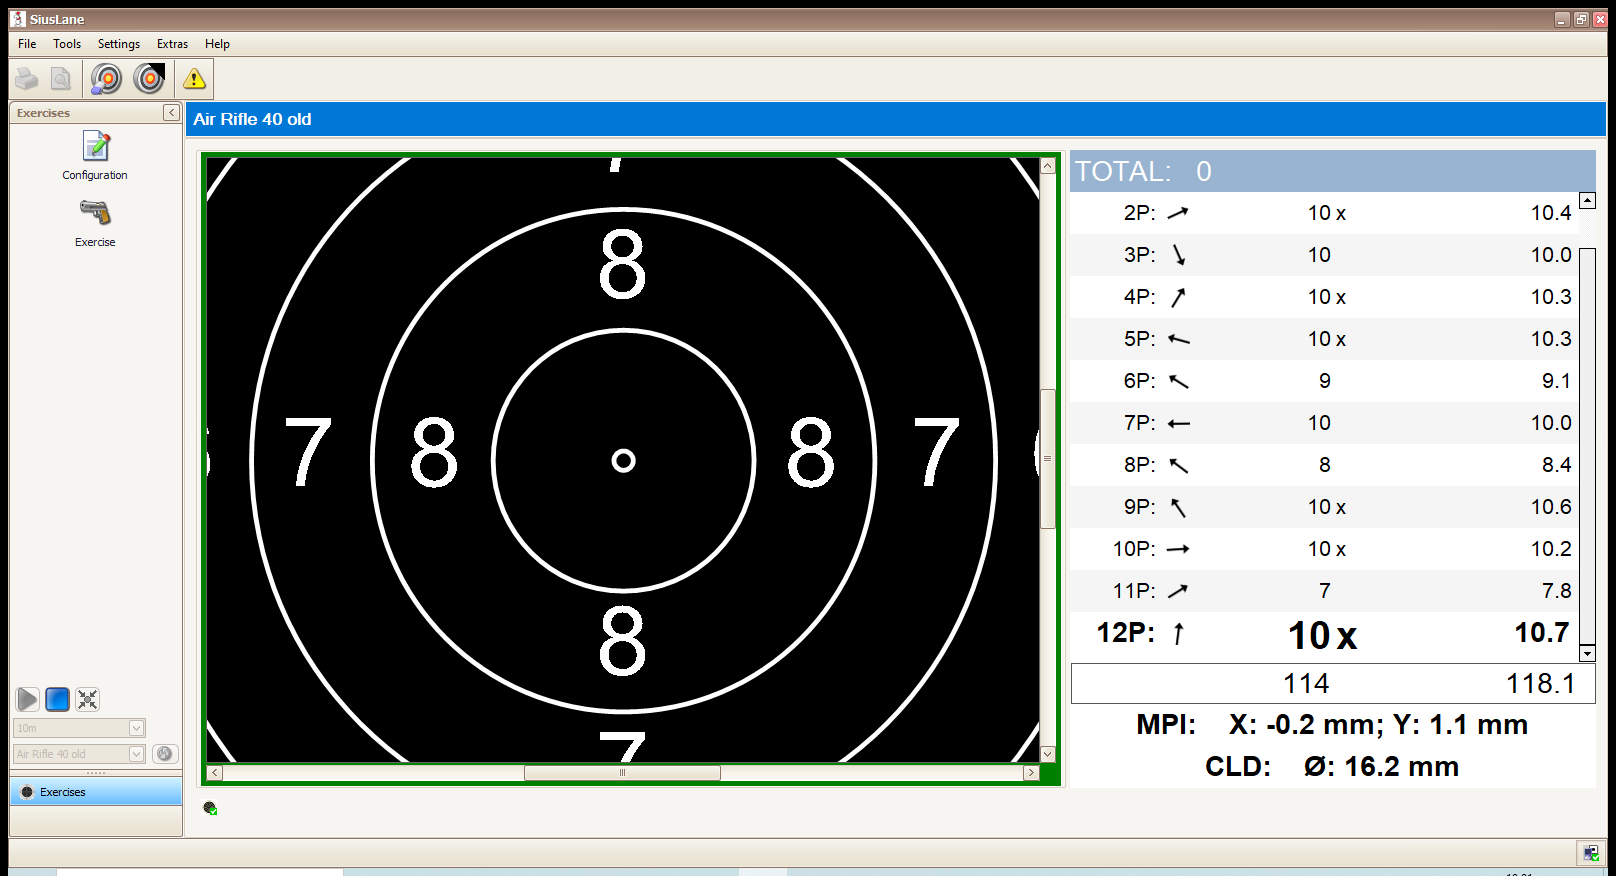 SiusLane
File Tools Settings Extras Help
Exercises
Configuration
Exercise
10m
Air Rifle 40 old
Exercises
Air Rifle 40 old
7
8
7 8 8 7
8
7
TOTAL: 0
2P: 10 x 10.4
3P: 10 10.0
4P: 10 x 10.3
5P: 10 x 10.3
6P: 9 9.1
7P: 10 10.0
8P: 8 8.4
9P: 10 x 10.6
10P: 10 x 10.2
11P: 7 7.8
12P: 10 x 10.7
114 118.1
MPI: X: -0.2 mm; Y: 1.1 mm
CLD: Ø: 16.2 mm